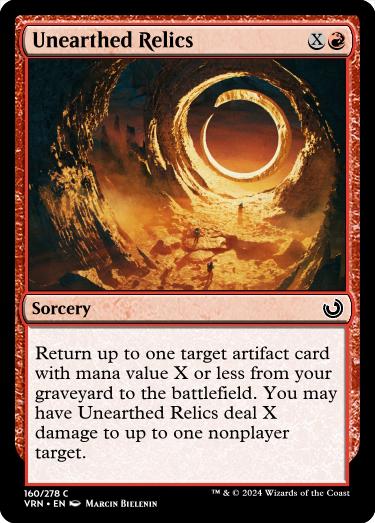 Unearthed Relics X
Sorcery
Return up to one target artifact card
with mana value X or less from your
graveyard to the battlefield. You may
have Unearthed Relics deal X
damage to up to one nonplayer
target.
160/278 C ™ & © 2024 Wizards of the Coast
VRN • EN Marcin Bielenin